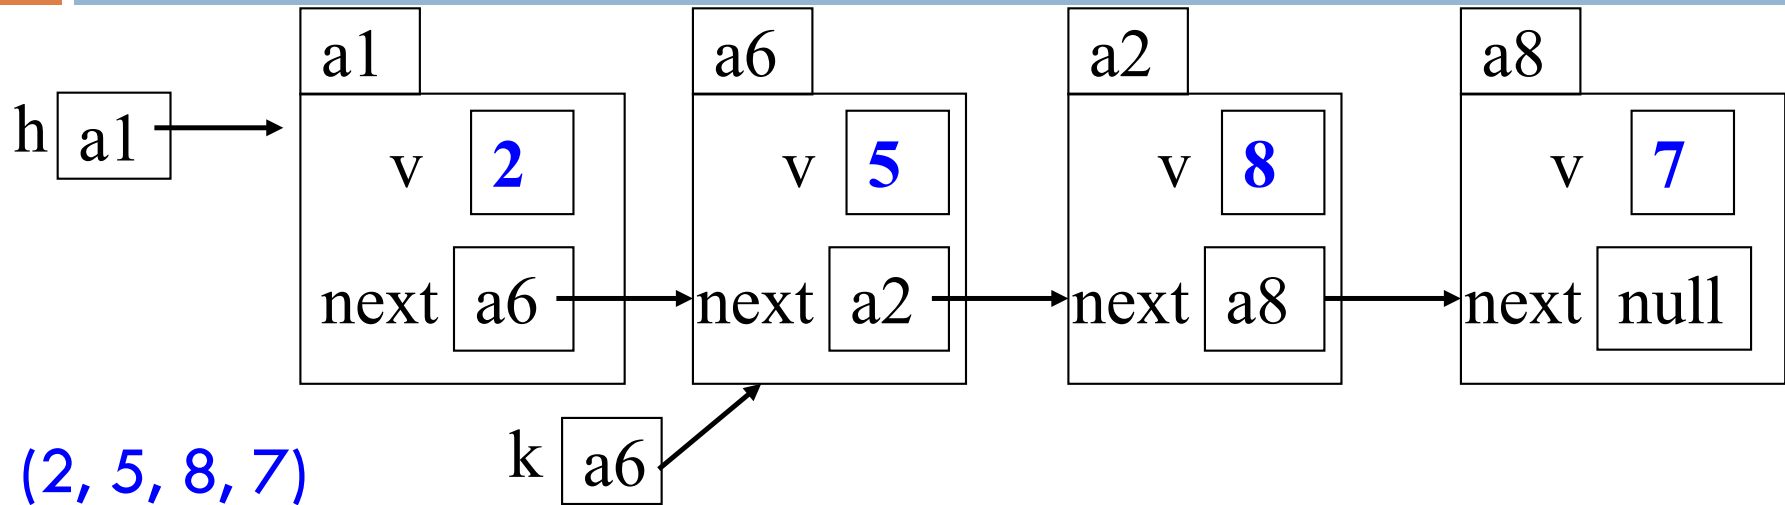 a1 a6 a2 a8
h a1
v 2 v 5 v 8 v 7
next a6 next a2 next a8 next null
k a6
(2, 5, 8, 7)